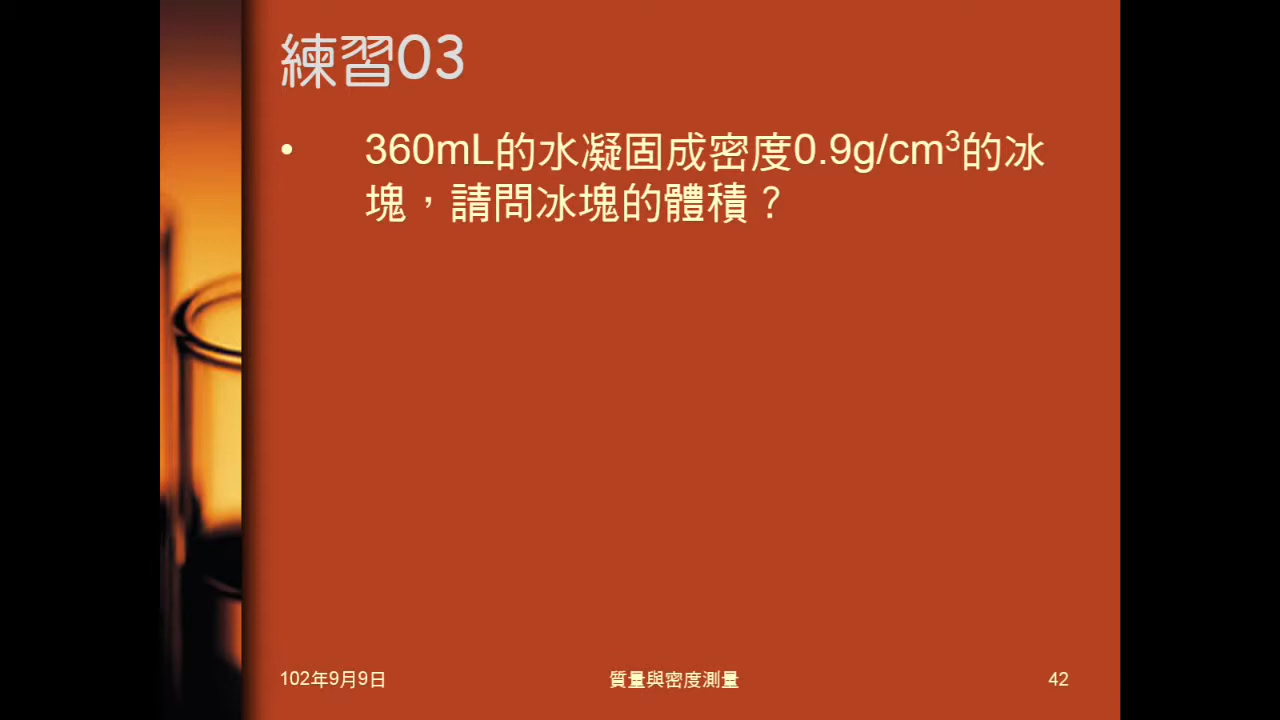 練習03
• 360mL的水凝固成密度0.9g/cm³的冰
塊，請問冰塊的體積？
102年9月9日
質量與密度測量
42